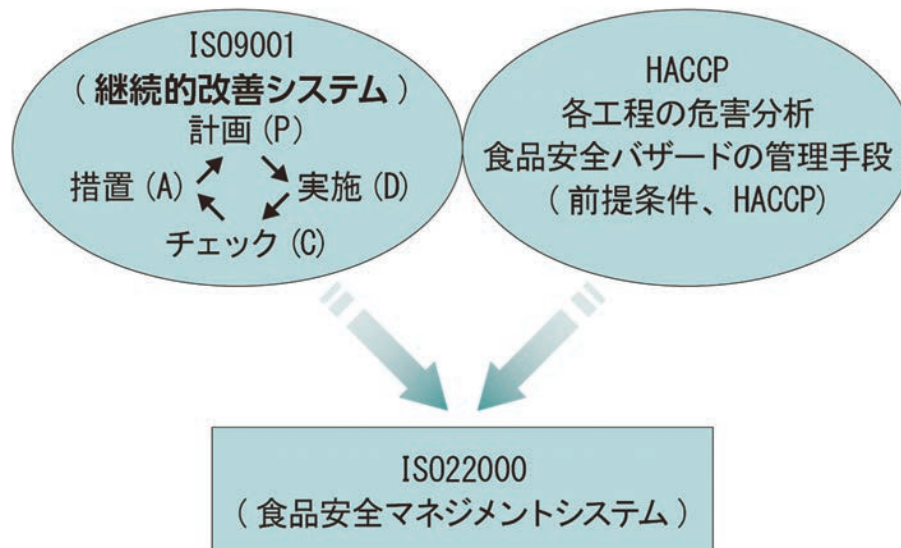 ISO9001
(継続的改善システム)
計画(P)
措置(A) 実施(D)
チェック(C)
HACCP
各工程の危害分析
食品安全バザードの管理手段
(前提条件、HACCP)
ISO22000
(食品安全マネジメントシステム)